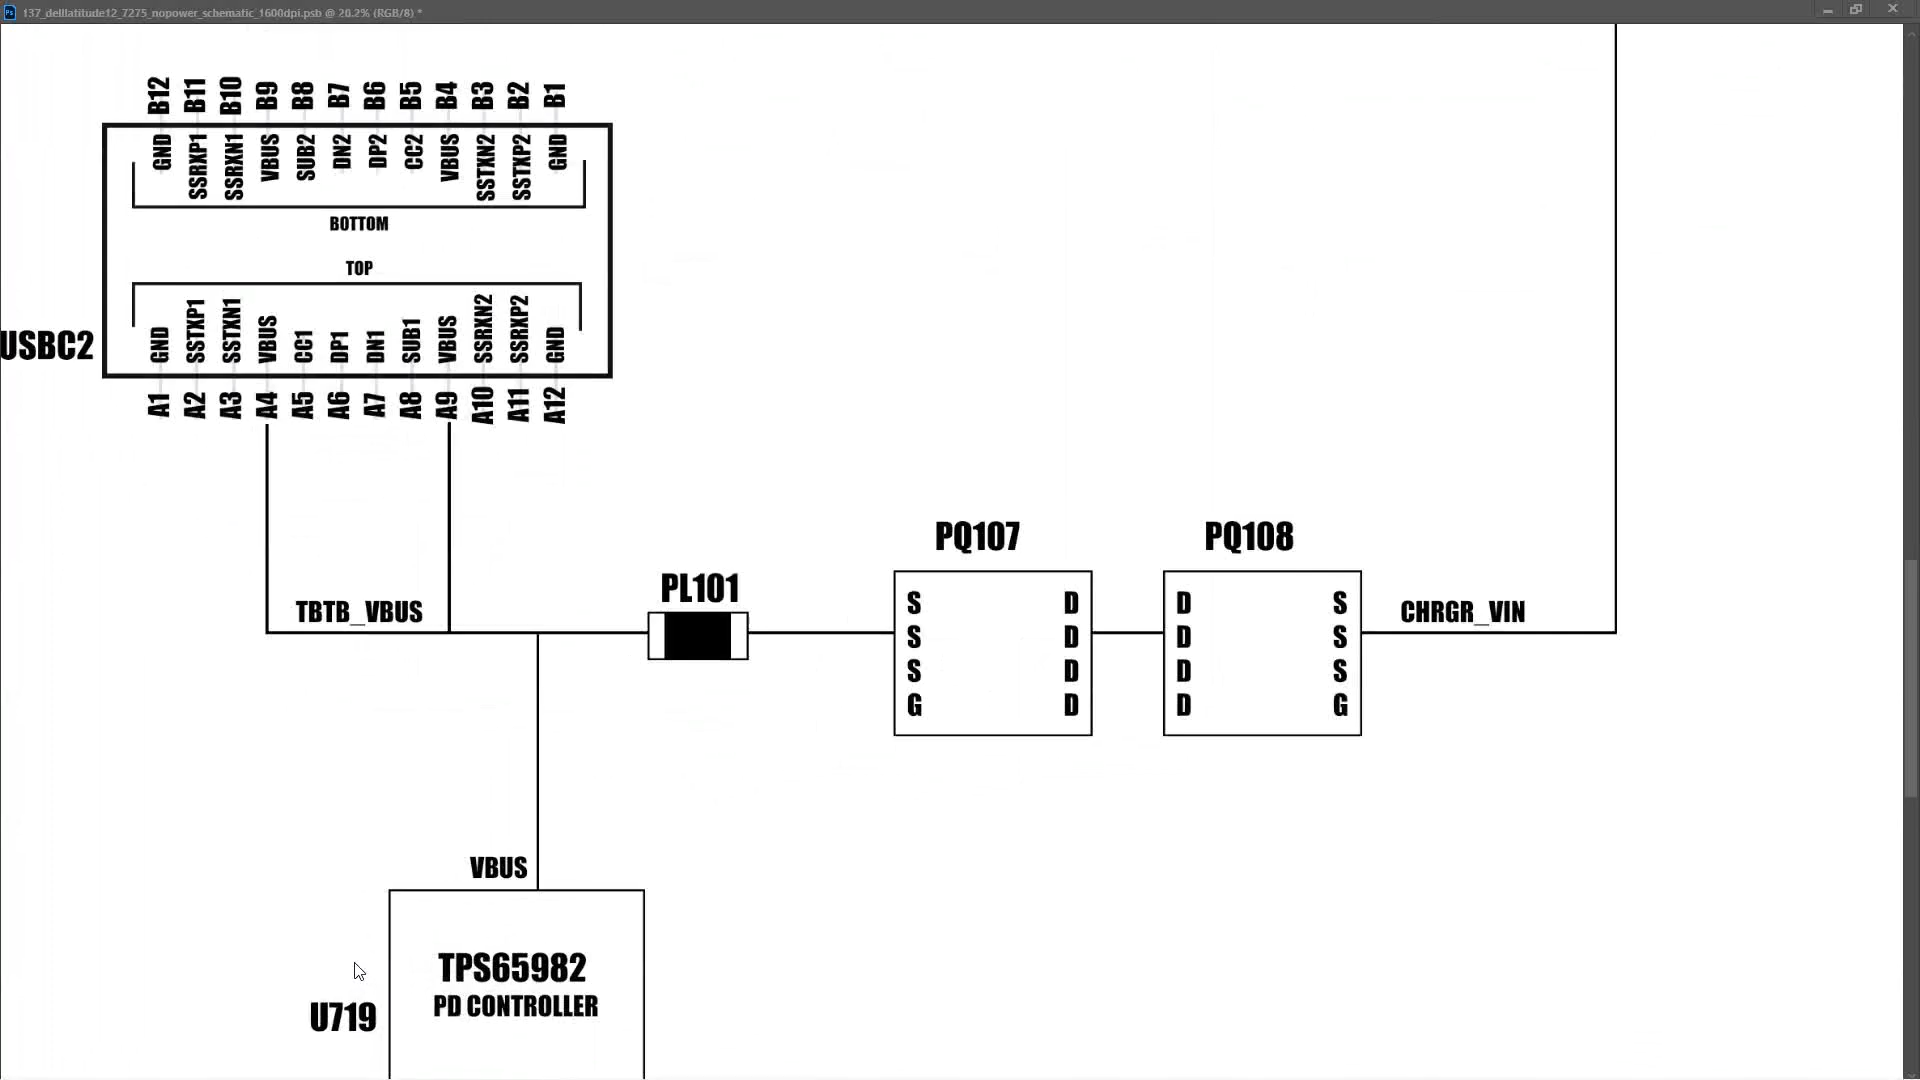 137_delllatitude12_7275_nopower_schematic_1600dpi.psb @ 20.2% (RGB/8) *
B12 B11 B10 B9 B8 B7 B6 B5 B4 B3 B2 B1
GND SSRXP1 SSRXN1 VBUS SUB2 DN2 DP2 CC2 VBUS SSTXN2 SSTXP2 GND
BOTTOM
TOP
GND SSTXP1 SSTXN1 VBUS CC1 DP1 DN1 SUB1 VBUS SSRXN2 SSRXP2 GND
USBC2
A1 A2 A3 A4 A5 A6 A7 A8 A9 A10 A11 A12
PQ107 PQ108
PL101
TBTB_VBUS
CHRGR_VIN
S D D S
S D D S
S D D S
G D D G
VBUS
TPS65982
PD CONTROLLER
U719